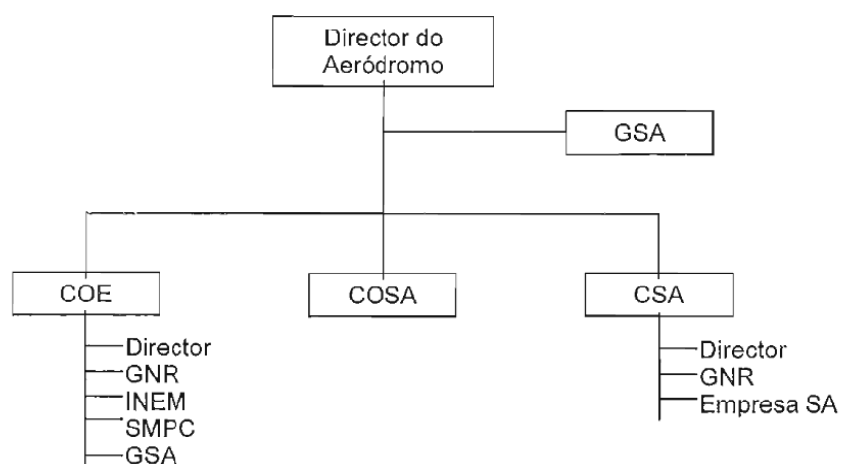 Director do
Aeródromo
GSA
COE
COSA
CSA
Director
GNR
INEM
SMPC
GSA
Director
GNR
Empresa SA